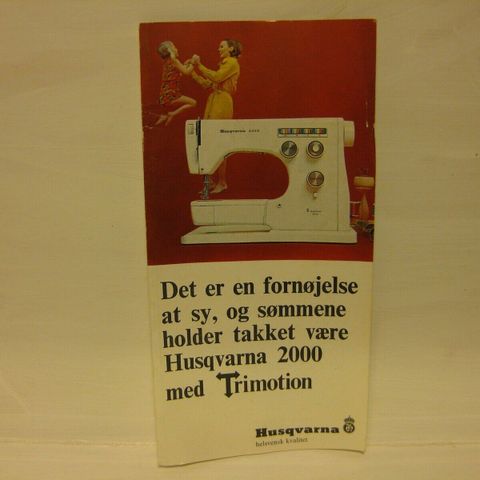 Husqvarna 2000
Det er en fornøjelse
at sy, og sømmene
holder takket være
Husqvarna 2000
med Trimotion
Husqvarna
helsvensk kvalitet